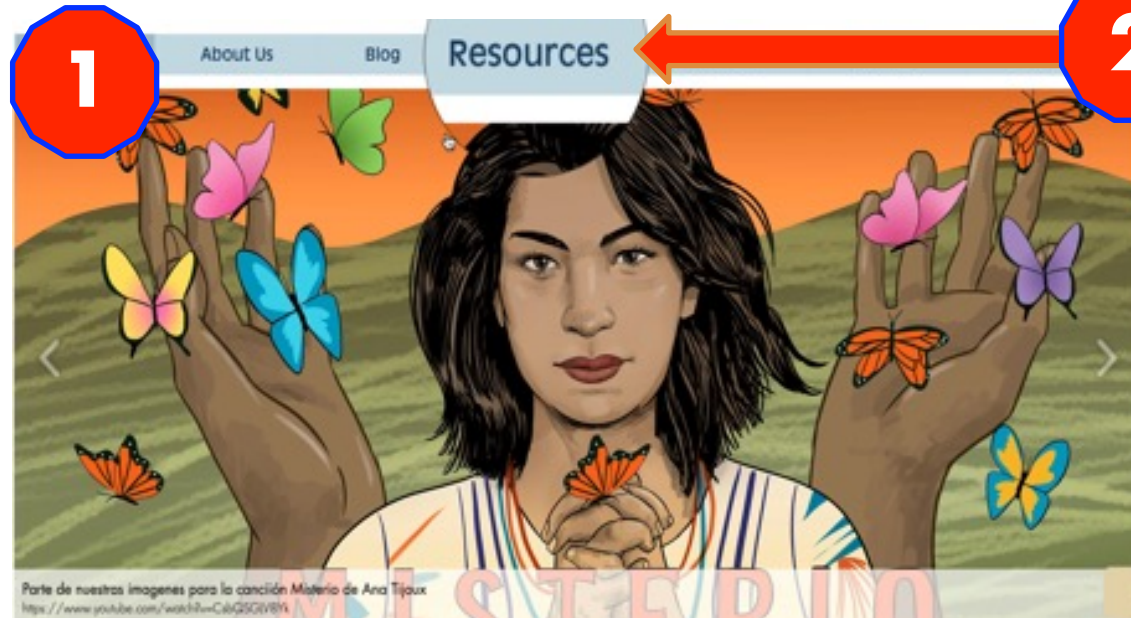 1
2
About Us Blog Resources
Parte de nuestras imagenes para la canción Misterio de Ana Tijoux
MISTERIO